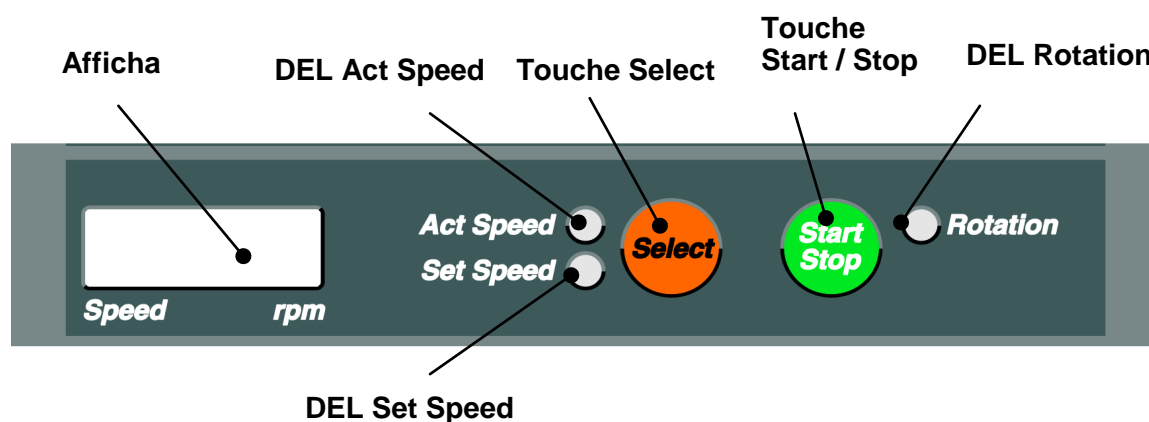 Touche
Start / Stop
Afficha
DEL Act Speed
Touche Select
DEL Rotation
Act Speed
Set Speed
Select
Start
Stop
Rotation
Speed
rpm
DEL Set Speed